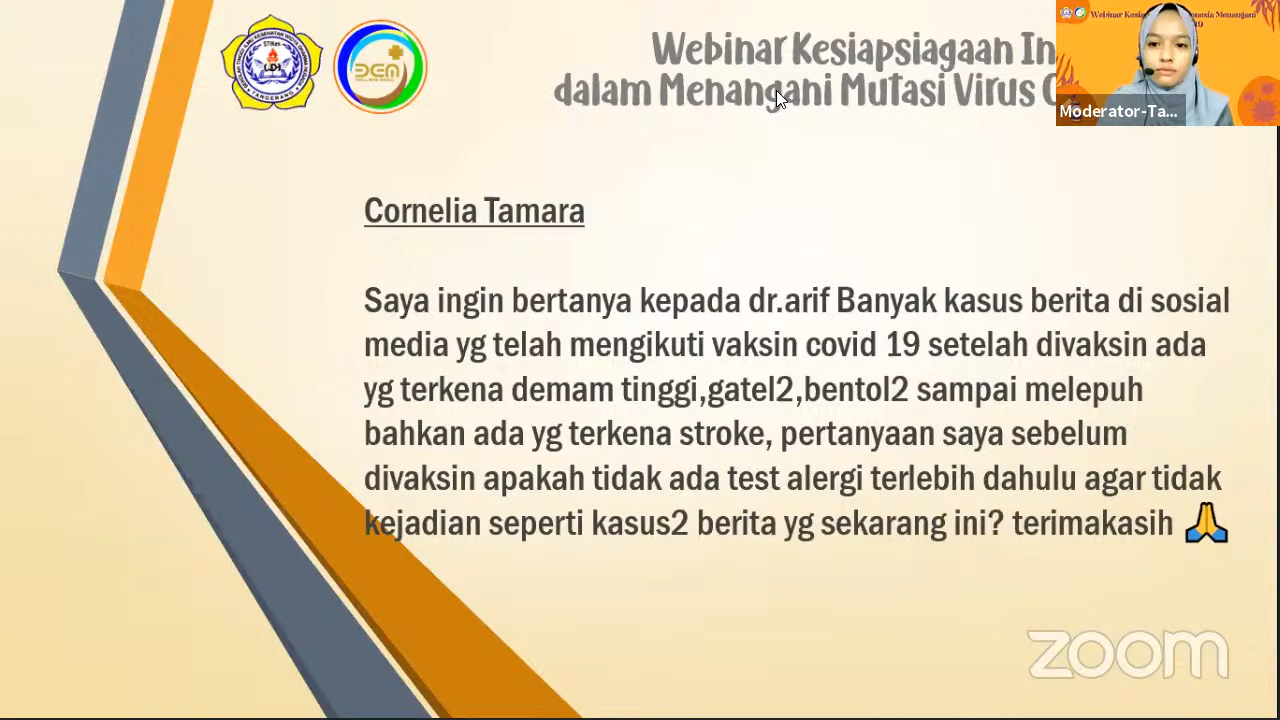 Webinar Kesiapsiagaan In
dalam Menangani Mutasi Virus
Moderator-Ta...
Cornelia Tamara
Saya ingin bertanya kepada dr.arif Banyak kasus berita di sosial
media yg telah mengikuti vaksin covid 19 setelah divaksin ada
yg terkena demam tinggi,gatel2,bentol2 sampai melepuh
bahkan ada yg terkena stroke, pertanyaan saya sebelum
divaksin apakah tidak ada test alergi terlebih dahulu agar tidak
kejadian seperti kasus2 berita yg sekarang ini? terimakasih 🙏
zoom